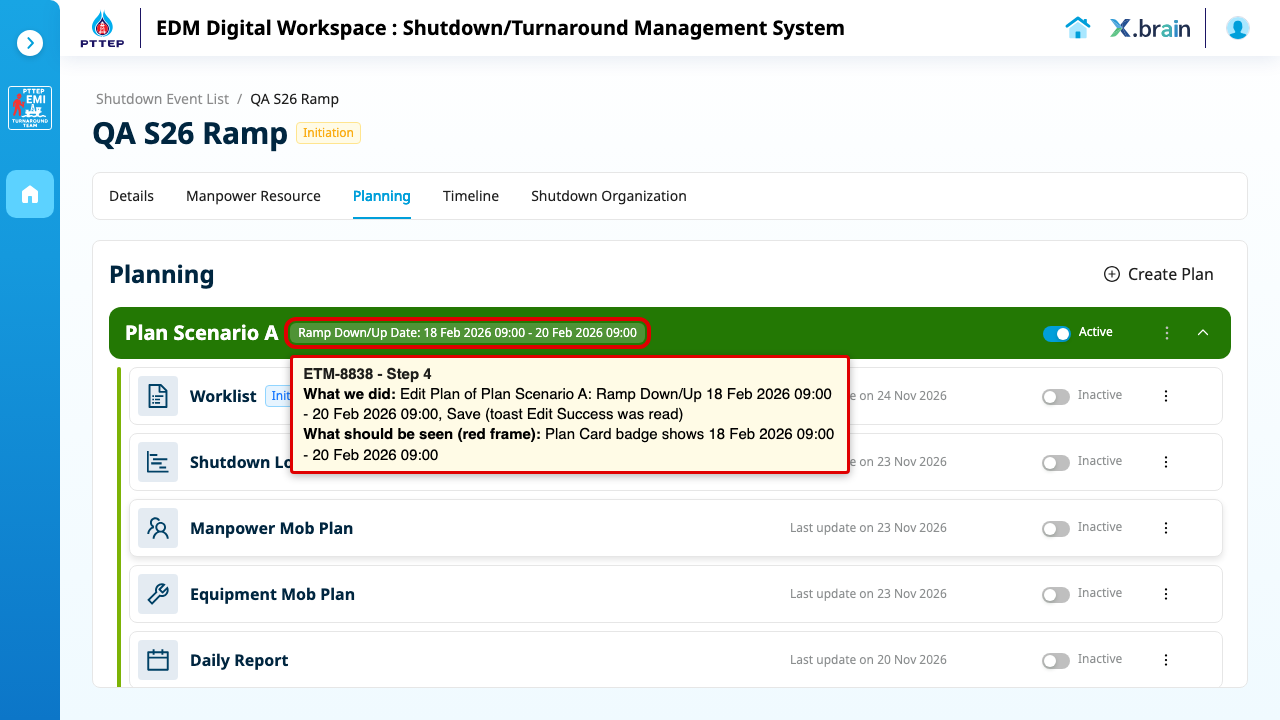 PTTEP
EDM Digital Workspace : Shutdown/Turnaround Management System
X.brain
PTTEP
EMI
TURNAROUND
TEAM
Shutdown Event List / QA S26 Ramp
QA S26 Ramp Initiation
Details Manpower Resource Planning Timeline Shutdown Organization
Planning
Create Plan
Plan Scenario A Ramp Down/Up Date: 18 Feb 2026 09:00 - 20 Feb 2026 09:00 Active
ETM-8838 - Step 4
What we did: Edit Plan of Plan Scenario A: Ramp Down/Up 18 Feb 2026 09:00
- 20 Feb 2026 09:00, Save (toast Edit Success was read)
What should be seen (red frame): Plan Card badge shows 18 Feb 2026 09:00
- 20 Feb 2026 09:00
Worklist on 24 Nov 2026 Inactive
Shutdown on 23 Nov 2026 Inactive
Manpower Mob Plan Last update on 23 Nov 2026 Inactive
Equipment Mob Plan Last update on 23 Nov 2026 Inactive
Daily Report Last update on 20 Nov 2026 Inactive